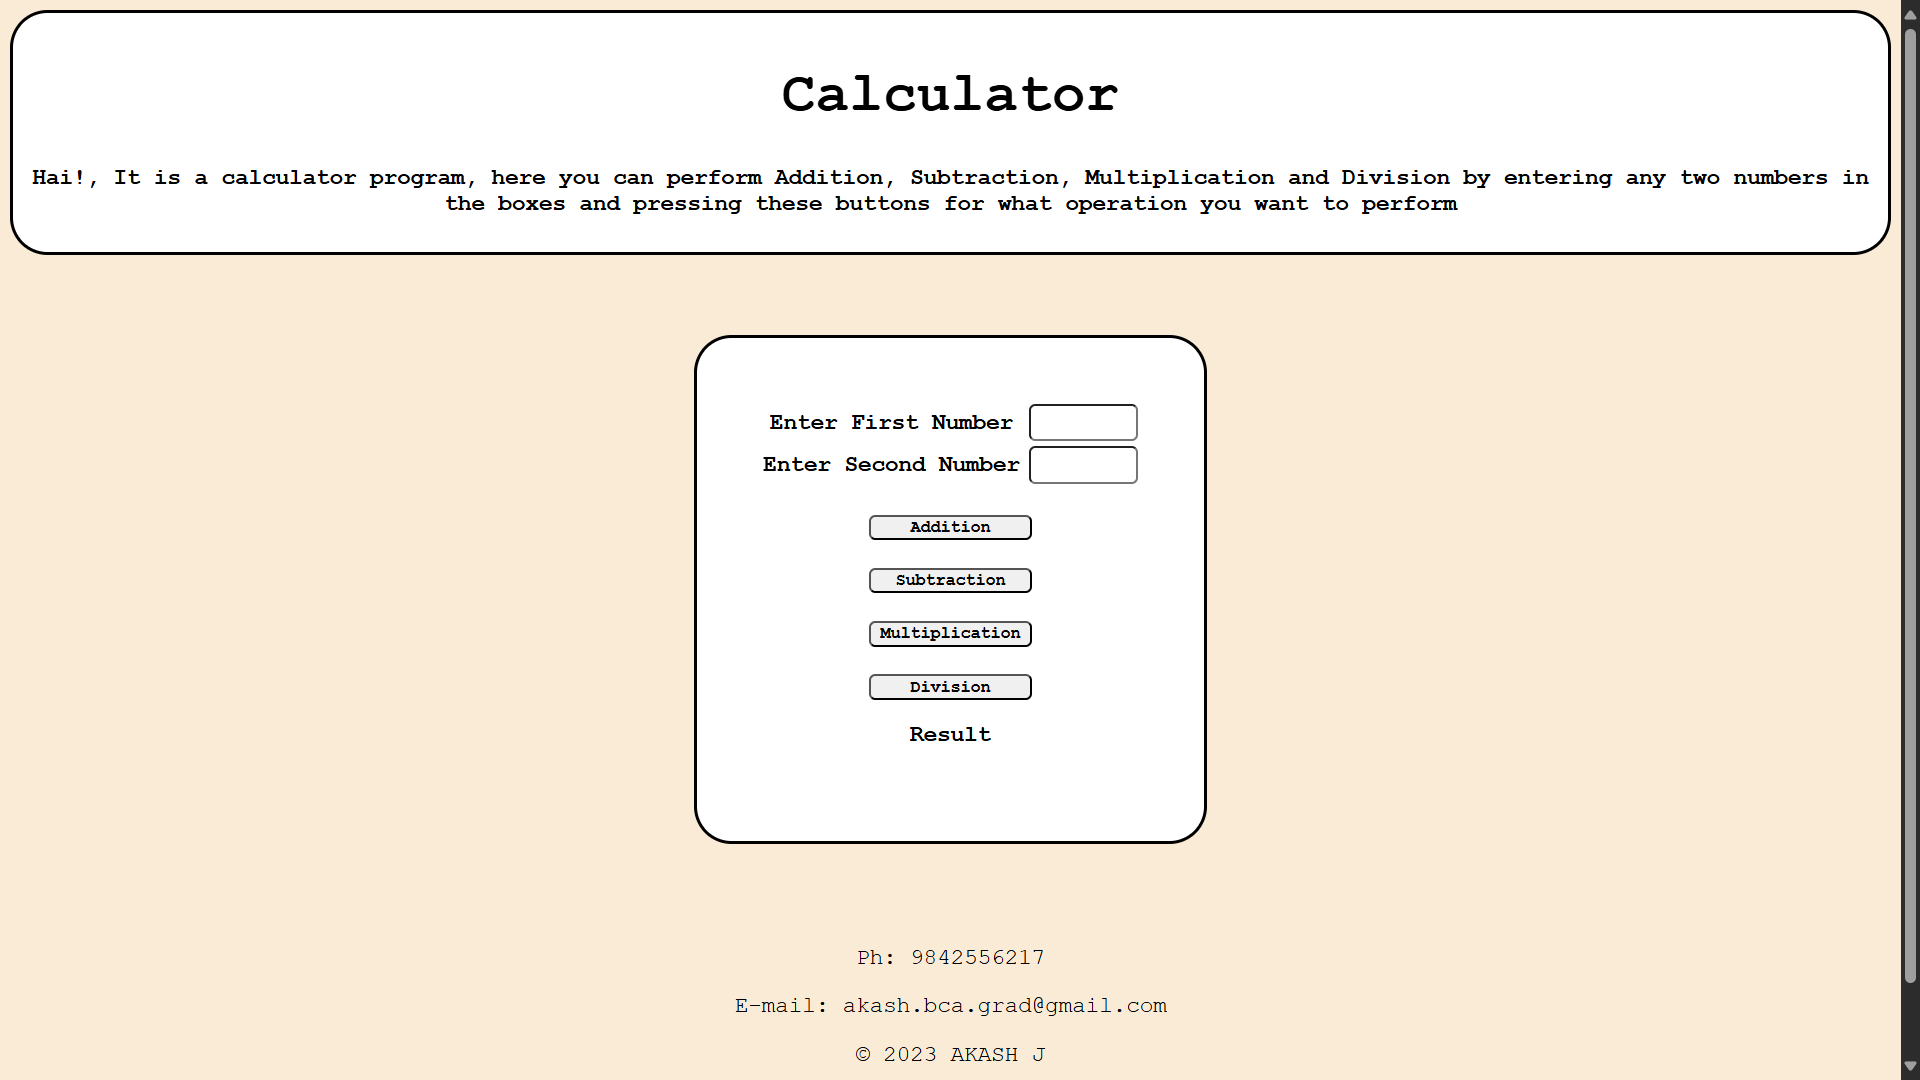 Calculator
Hai!, It is a calculator program, here you can perform Addition, Subtraction, Multiplication and Division by entering any two numbers in
the boxes and pressing these buttons for what operation you want to perform
Enter First Number
Enter Second Number
Addition
Subtraction
Multiplication
Division
Result
Ph: 9842556217
E-mail: akash.bca.grad@gmail.com
© 2023 AKASH J